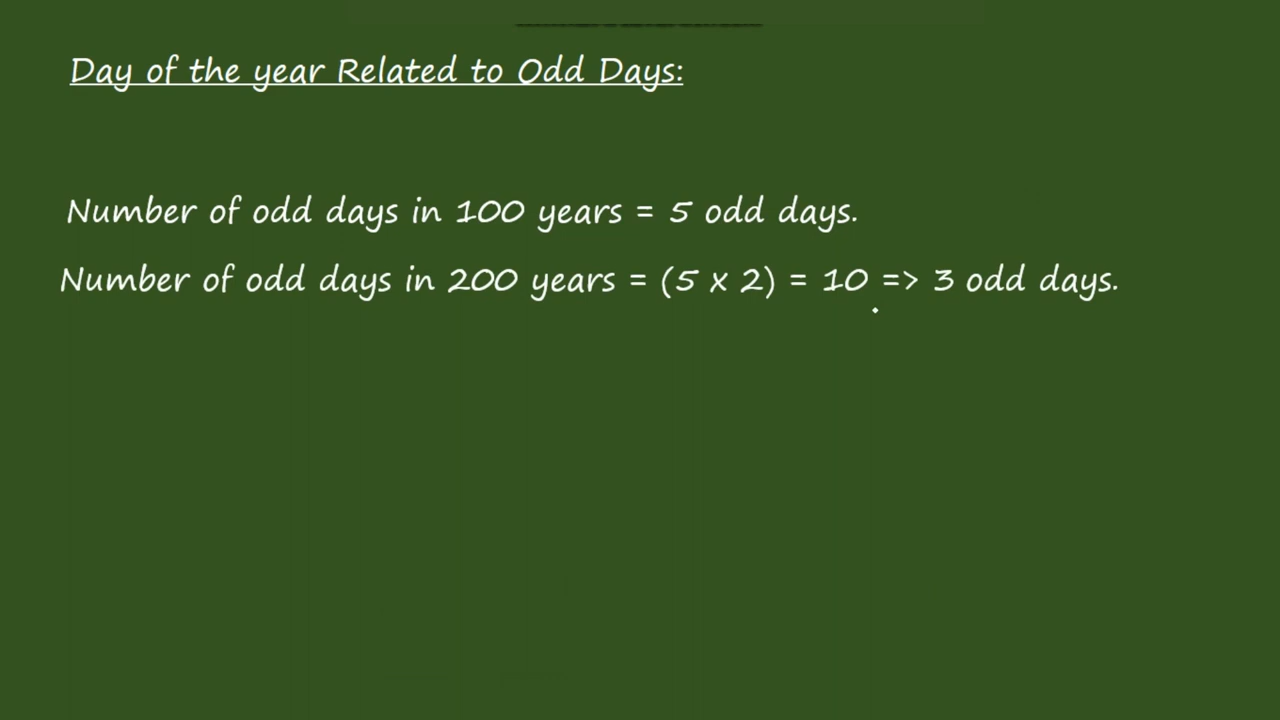 Day of the year Related to Odd Days:
Number of odd days in 100 years = 5 odd days.
Number of odd days in 200 years = (5 x 2) = 10 => 3 odd days.